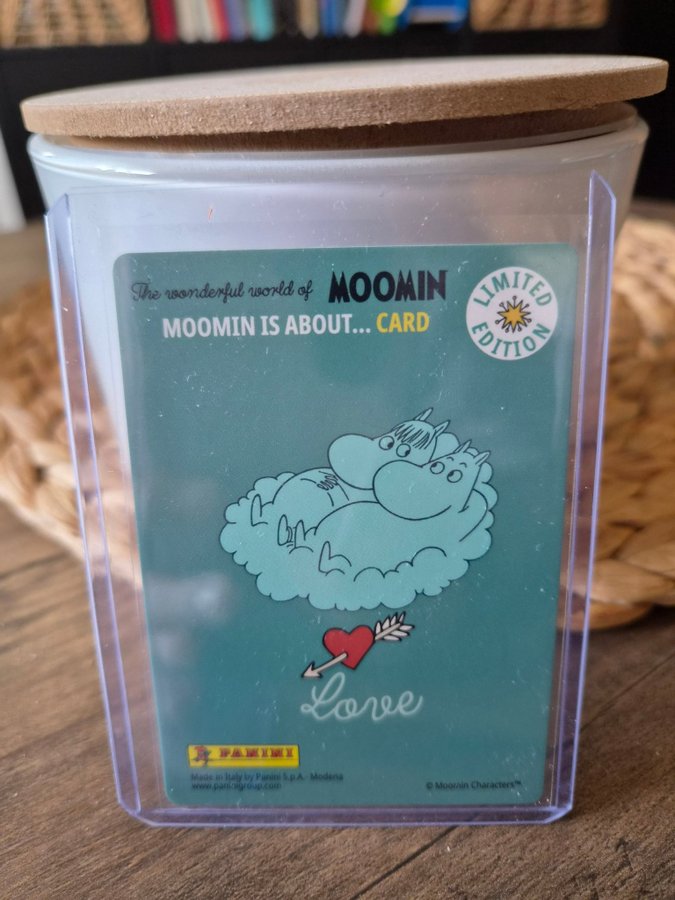 The wonderful world of MOOMIN
MOOMIN IS ABOUT... CARD
LIMITED
EDITION
Love
PANINI
Made in Italy by Panini S.p.A. Modena
www.paninigroup.com
© Moomin Characters™